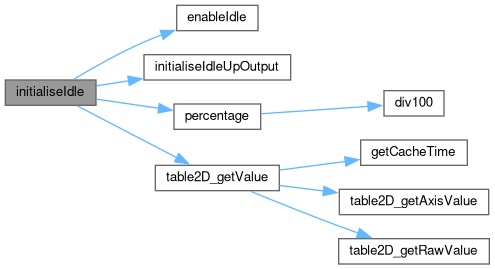 enableIdle
initialiseIdleUpOutput
initialiseIdle
percentage
div100
getCacheTime
table2D_getValue
table2D_getAxisValue
table2D_getRawValue